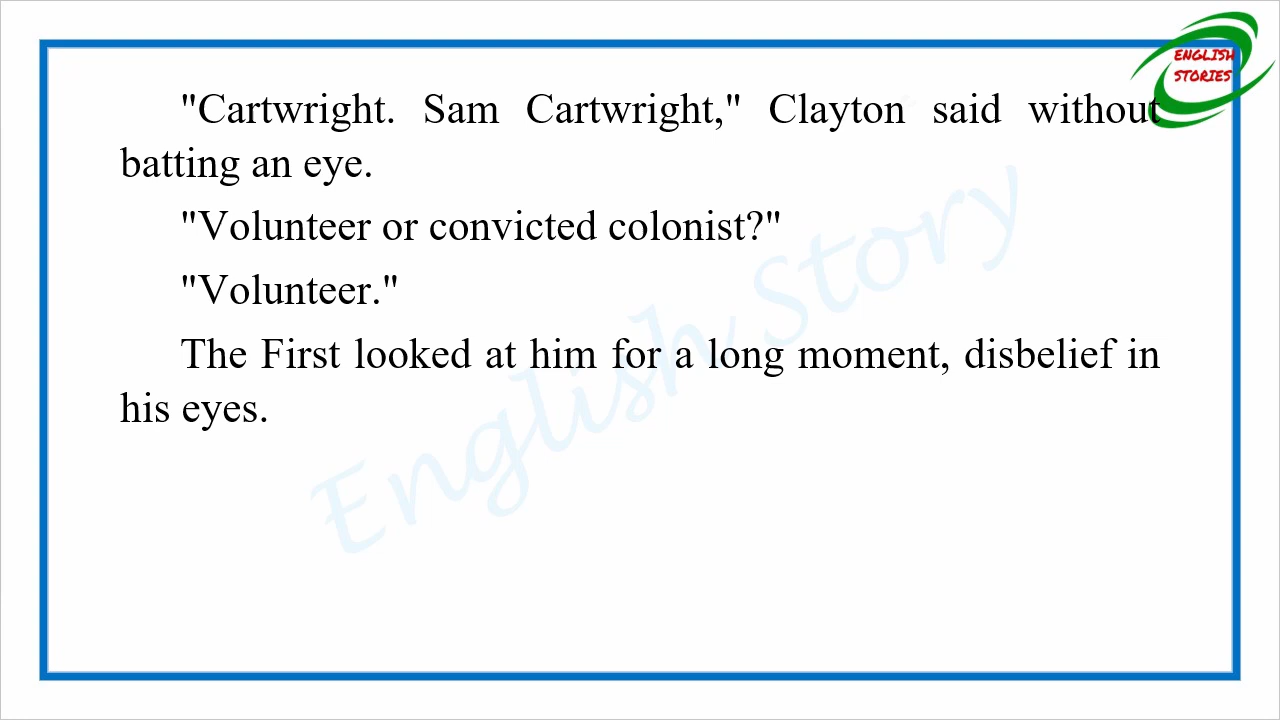 ENGLISH
STORIES
"Cartwright. Sam Cartwright," Clayton said without
batting an eye.
"Volunteer or convicted colonist?"
"Volunteer."
The First looked at him for a long moment, disbelief in
his eyes.
English Story